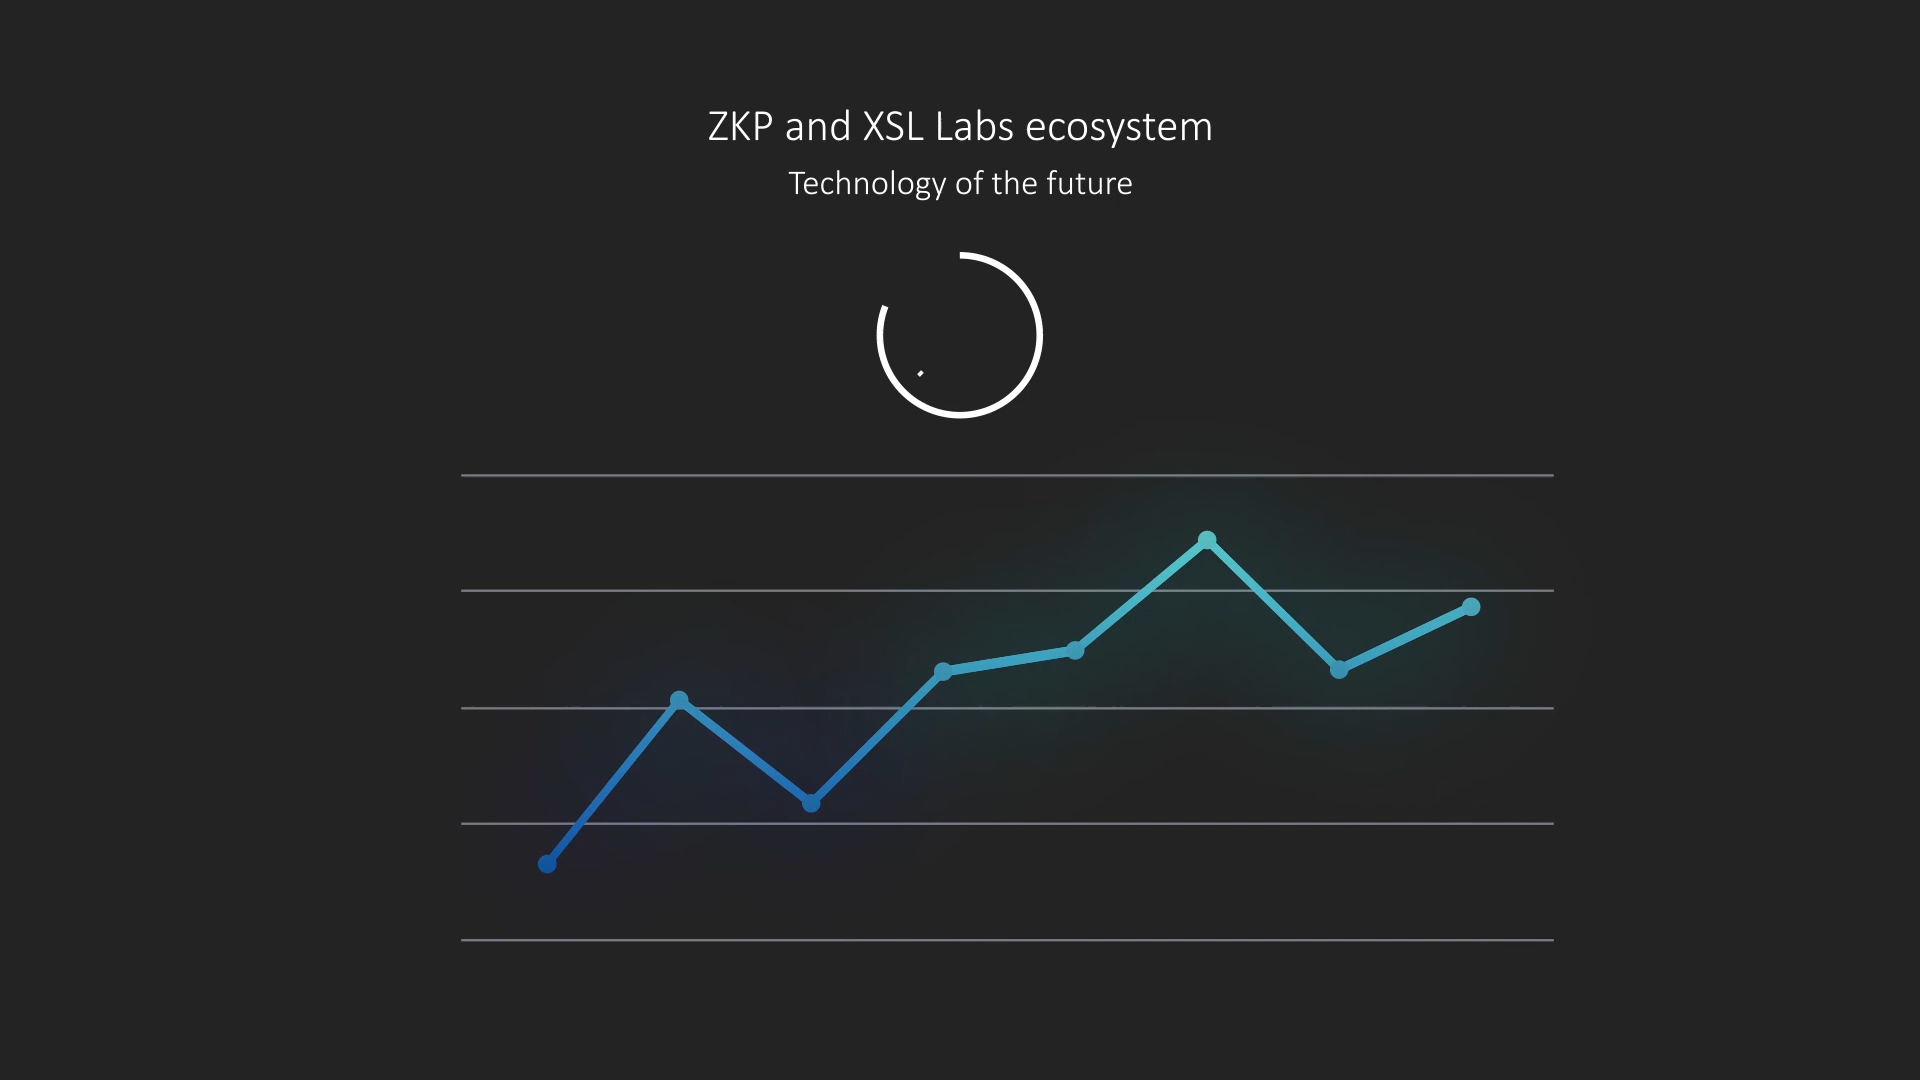 ZKP and XSL Labs ecosystem
Technology of the future